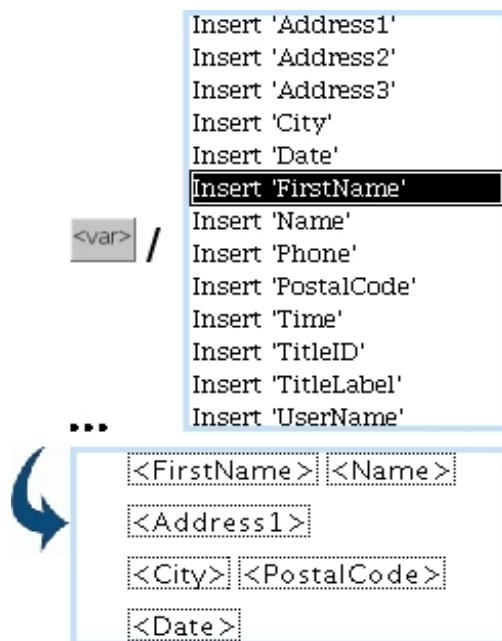 Insert 'Address1'
Insert 'Address2'
Insert 'Address3'
Insert 'City'
Insert 'Date'
Insert 'FirstName'
<var> /
Insert 'Name'
Insert 'Phone'
Insert 'PostalCode'
Insert 'Time'
Insert 'TitleID'
Insert 'TitleLabel'
...
Insert 'UserName'
<FirstName> <Name>
<Address1>
<City> <PostalCode>
<Date>